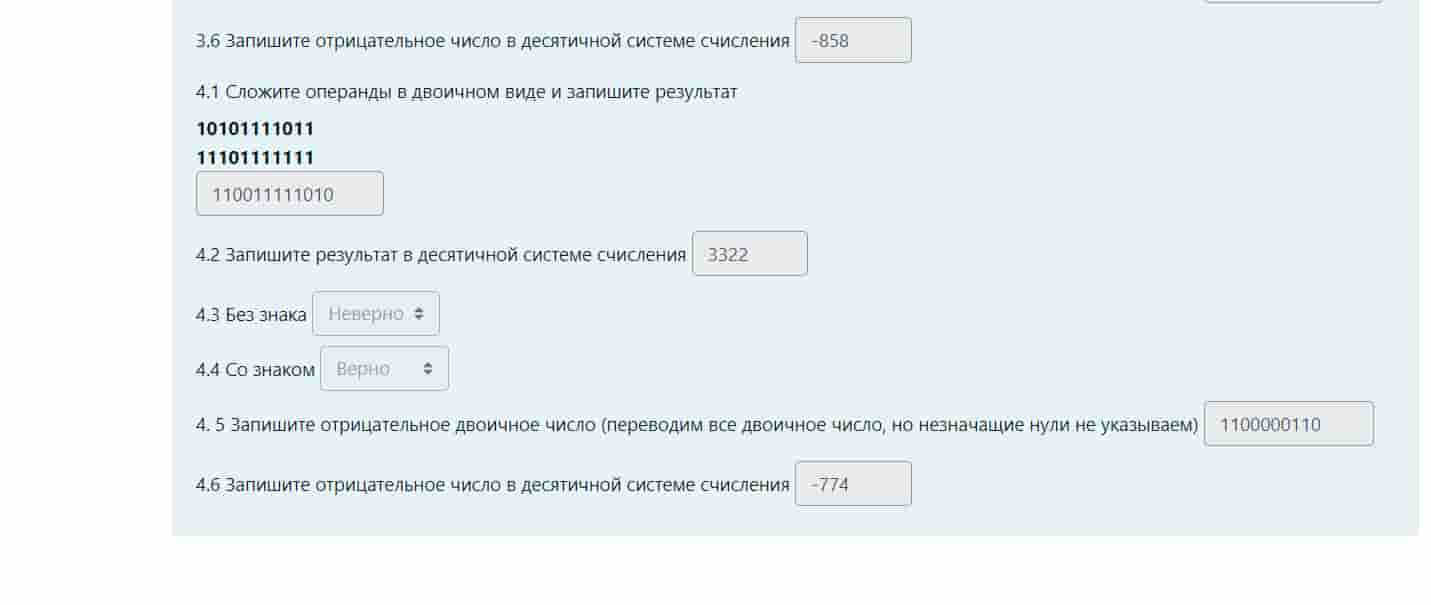 3.6 Запишите отрицательное число в десятичной системе счисления -858
4.1 Сложите операнды в двоичном виде и запишите результат
10101111011
11101111111
110011111010
4.2 Запишите результат в десятичной системе счисления 3322
4.3 Без знака Неверно
4.4 Со знаком Верно
4. 5 Запишите отрицательное двоичное число (переводим все двоичное число, но незначащие нули не указываем) 1100000110
4.6 Запишите отрицательное число в десятичной системе счисления -774